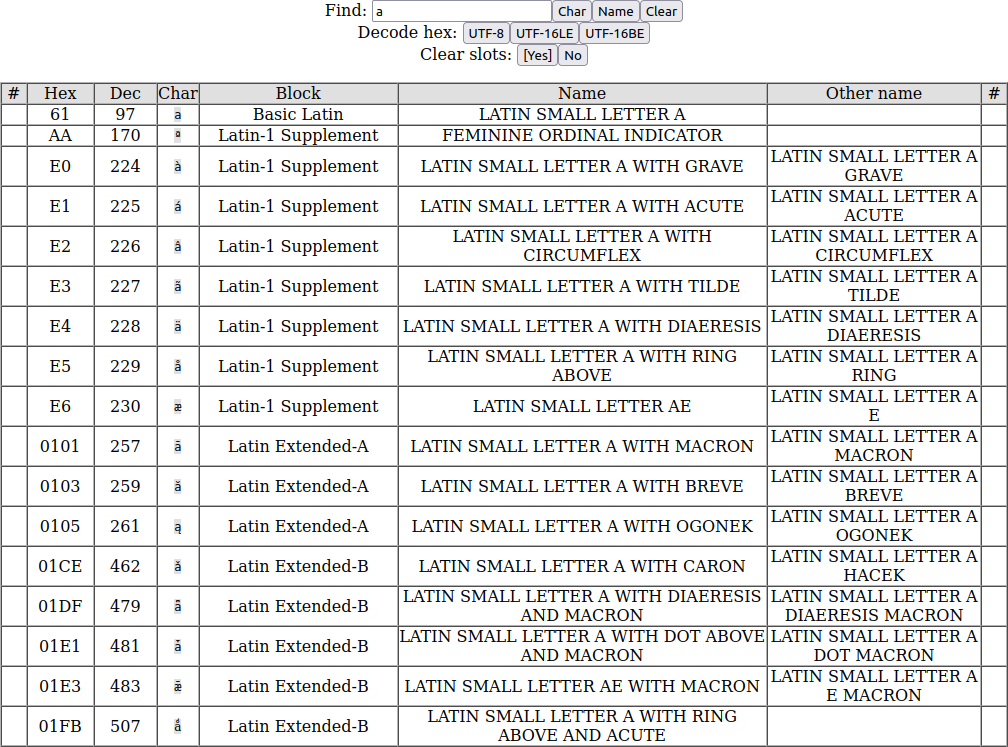 Find: a Char Name Clear
Decode hex: UTF-8 UTF-16LE UTF-16BE
Clear slots: [Yes] No
# Hex Dec Char Block Name Other name #
61 97 a Basic Latin LATIN SMALL LETTER A
AA 170 ª Latin-1 Supplement FEMININE ORDINAL INDICATOR
E0 224 à Latin-1 Supplement LATIN SMALL LETTER A WITH GRAVE LATIN SMALL LETTER A
GRAVE
E1 225 á Latin-1 Supplement LATIN SMALL LETTER A WITH ACUTE LATIN SMALL LETTER A
ACUTE
E2 226 â Latin-1 Supplement LATIN SMALL LETTER A WITH
CIRCUMFLEX LATIN SMALL LETTER A
CIRCUMFLEX
E3 227 ã Latin-1 Supplement LATIN SMALL LETTER A WITH TILDE LATIN SMALL LETTER A
TILDE
E4 228 ä Latin-1 Supplement LATIN SMALL LETTER A WITH DIAERESIS LATIN SMALL LETTER A
DIAERESIS
E5 229 å Latin-1 Supplement LATIN SMALL LETTER A WITH RING
ABOVE LATIN SMALL LETTER A
RING
E6 230 æ Latin-1 Supplement LATIN SMALL LETTER AE LATIN SMALL LETTER A
E
0101 257 ā Latin Extended-A LATIN SMALL LETTER A WITH MACRON LATIN SMALL LETTER A
MACRON
0103 259 ă Latin Extended-A LATIN SMALL LETTER A WITH BREVE LATIN SMALL LETTER A
BREVE
0105 261 ą Latin Extended-A LATIN SMALL LETTER A WITH OGONEK LATIN SMALL LETTER A
OGONEK
01CE 462 ǎ Latin Extended-B LATIN SMALL LETTER A WITH CARON LATIN SMALL LETTER A
HACEK
01DF 479 ǟ Latin Extended-B LATIN SMALL LETTER A WITH DIAERESIS
AND MACRON LATIN SMALL LETTER A
DIAERESIS MACRON
01E1 481 ǡ Latin Extended-B LATIN SMALL LETTER A WITH DOT ABOVE
AND MACRON LATIN SMALL LETTER A
DOT MACRON
01E3 483 ǣ Latin Extended-B LATIN SMALL LETTER AE WITH MACRON LATIN SMALL LETTER A
E MACRON
01FB 507 ǻ Latin Extended-B LATIN SMALL LETTER A WITH RING
ABOVE AND ACUTE